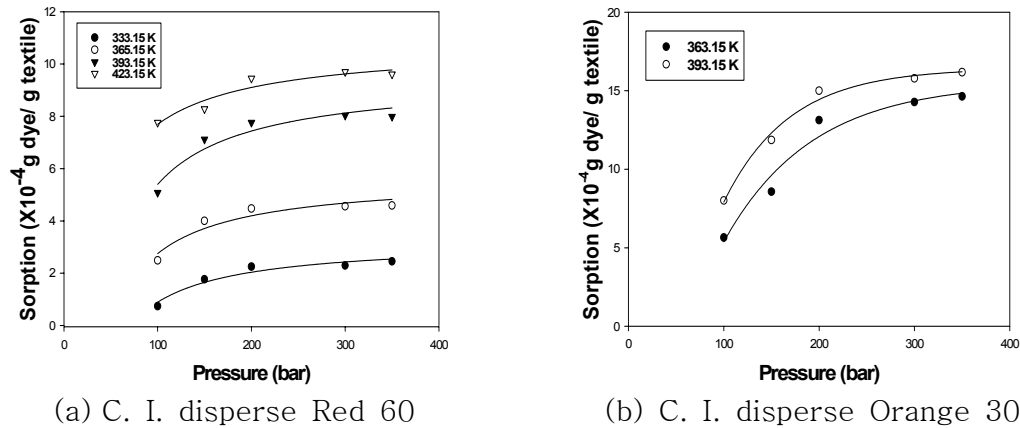 12
10
8
6
4
2
0
0
100
200
300
400
333.15 K
365.15 K
393.15 K
423.15 K
Sorption (X10⁻⁴g dye/ g textile)
Pressure (bar)
(a) C. I. disperse Red 60
20
15
10
5
0
0
100
200
300
400
363.15 K
393.15 K
Sorption (X10⁻⁴g dye/ g textile)
Pressure (bar)
(b) C. I. disperse Orange 30